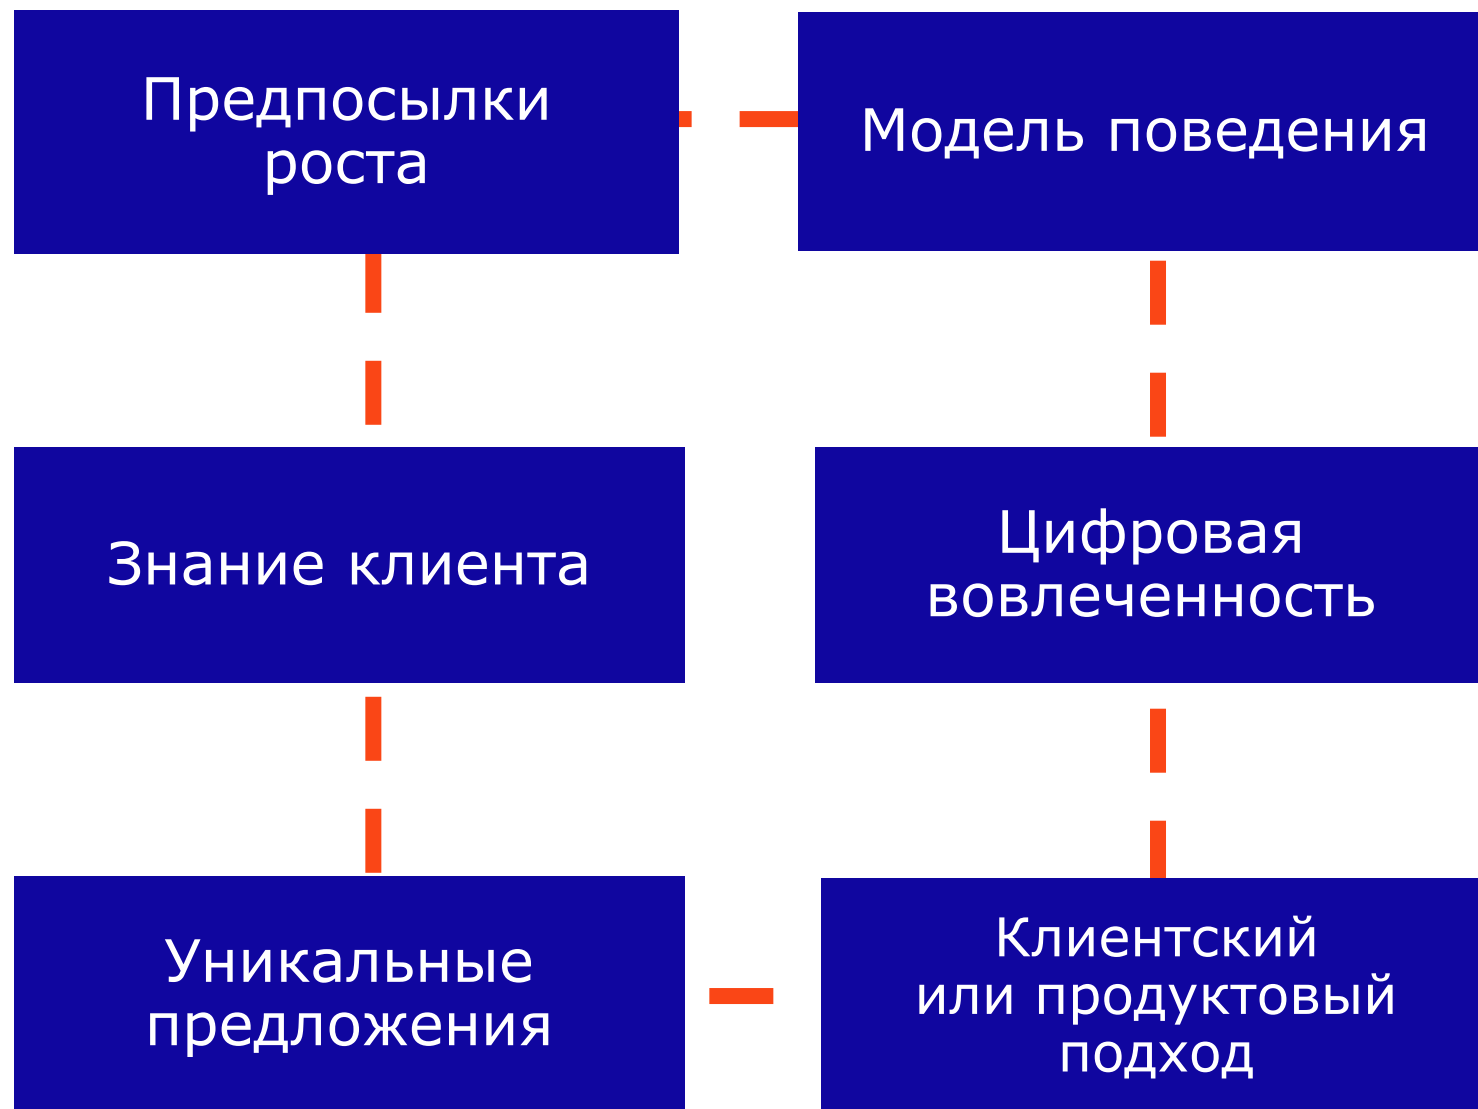 Предпосылки
роста
Модель поведения
Знание клиента
Цифровая
вовлеченность
Уникальные
предложения
Клиентский
или продуктовый
подход